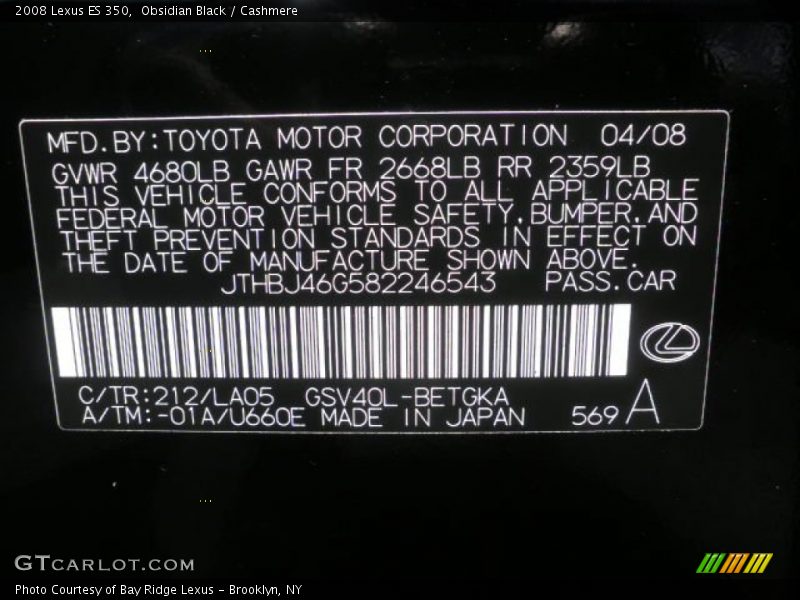 2008 Lexus ES 350,  Obsidian Black / Cashmere
MFD.BY:TOYOTA MOTOR CORPORATION 04/08
GVWR 4680LB GAWR FR 2668LB RR 2359LB
THIS VEHICLE CONFORMS TO ALL APPLICABLE
FEDERAL MOTOR VEHICLE SAFETY,BUMPER,AND
THEFT PREVENTION STANDARDS IN EFFECT ON
THE DATE OF MANUFACTURE SHOWN ABOVE.
JTHBJ46G582246543 PASS.CAR
C/TR:212/LA05 GSV40L-BETGKA
A/TM:-01A/U660E MADE IN JAPAN 569 A
GTCARLOT.COM
Photo Courtesy of Bay Ridge Lexus - Brooklyn, NY